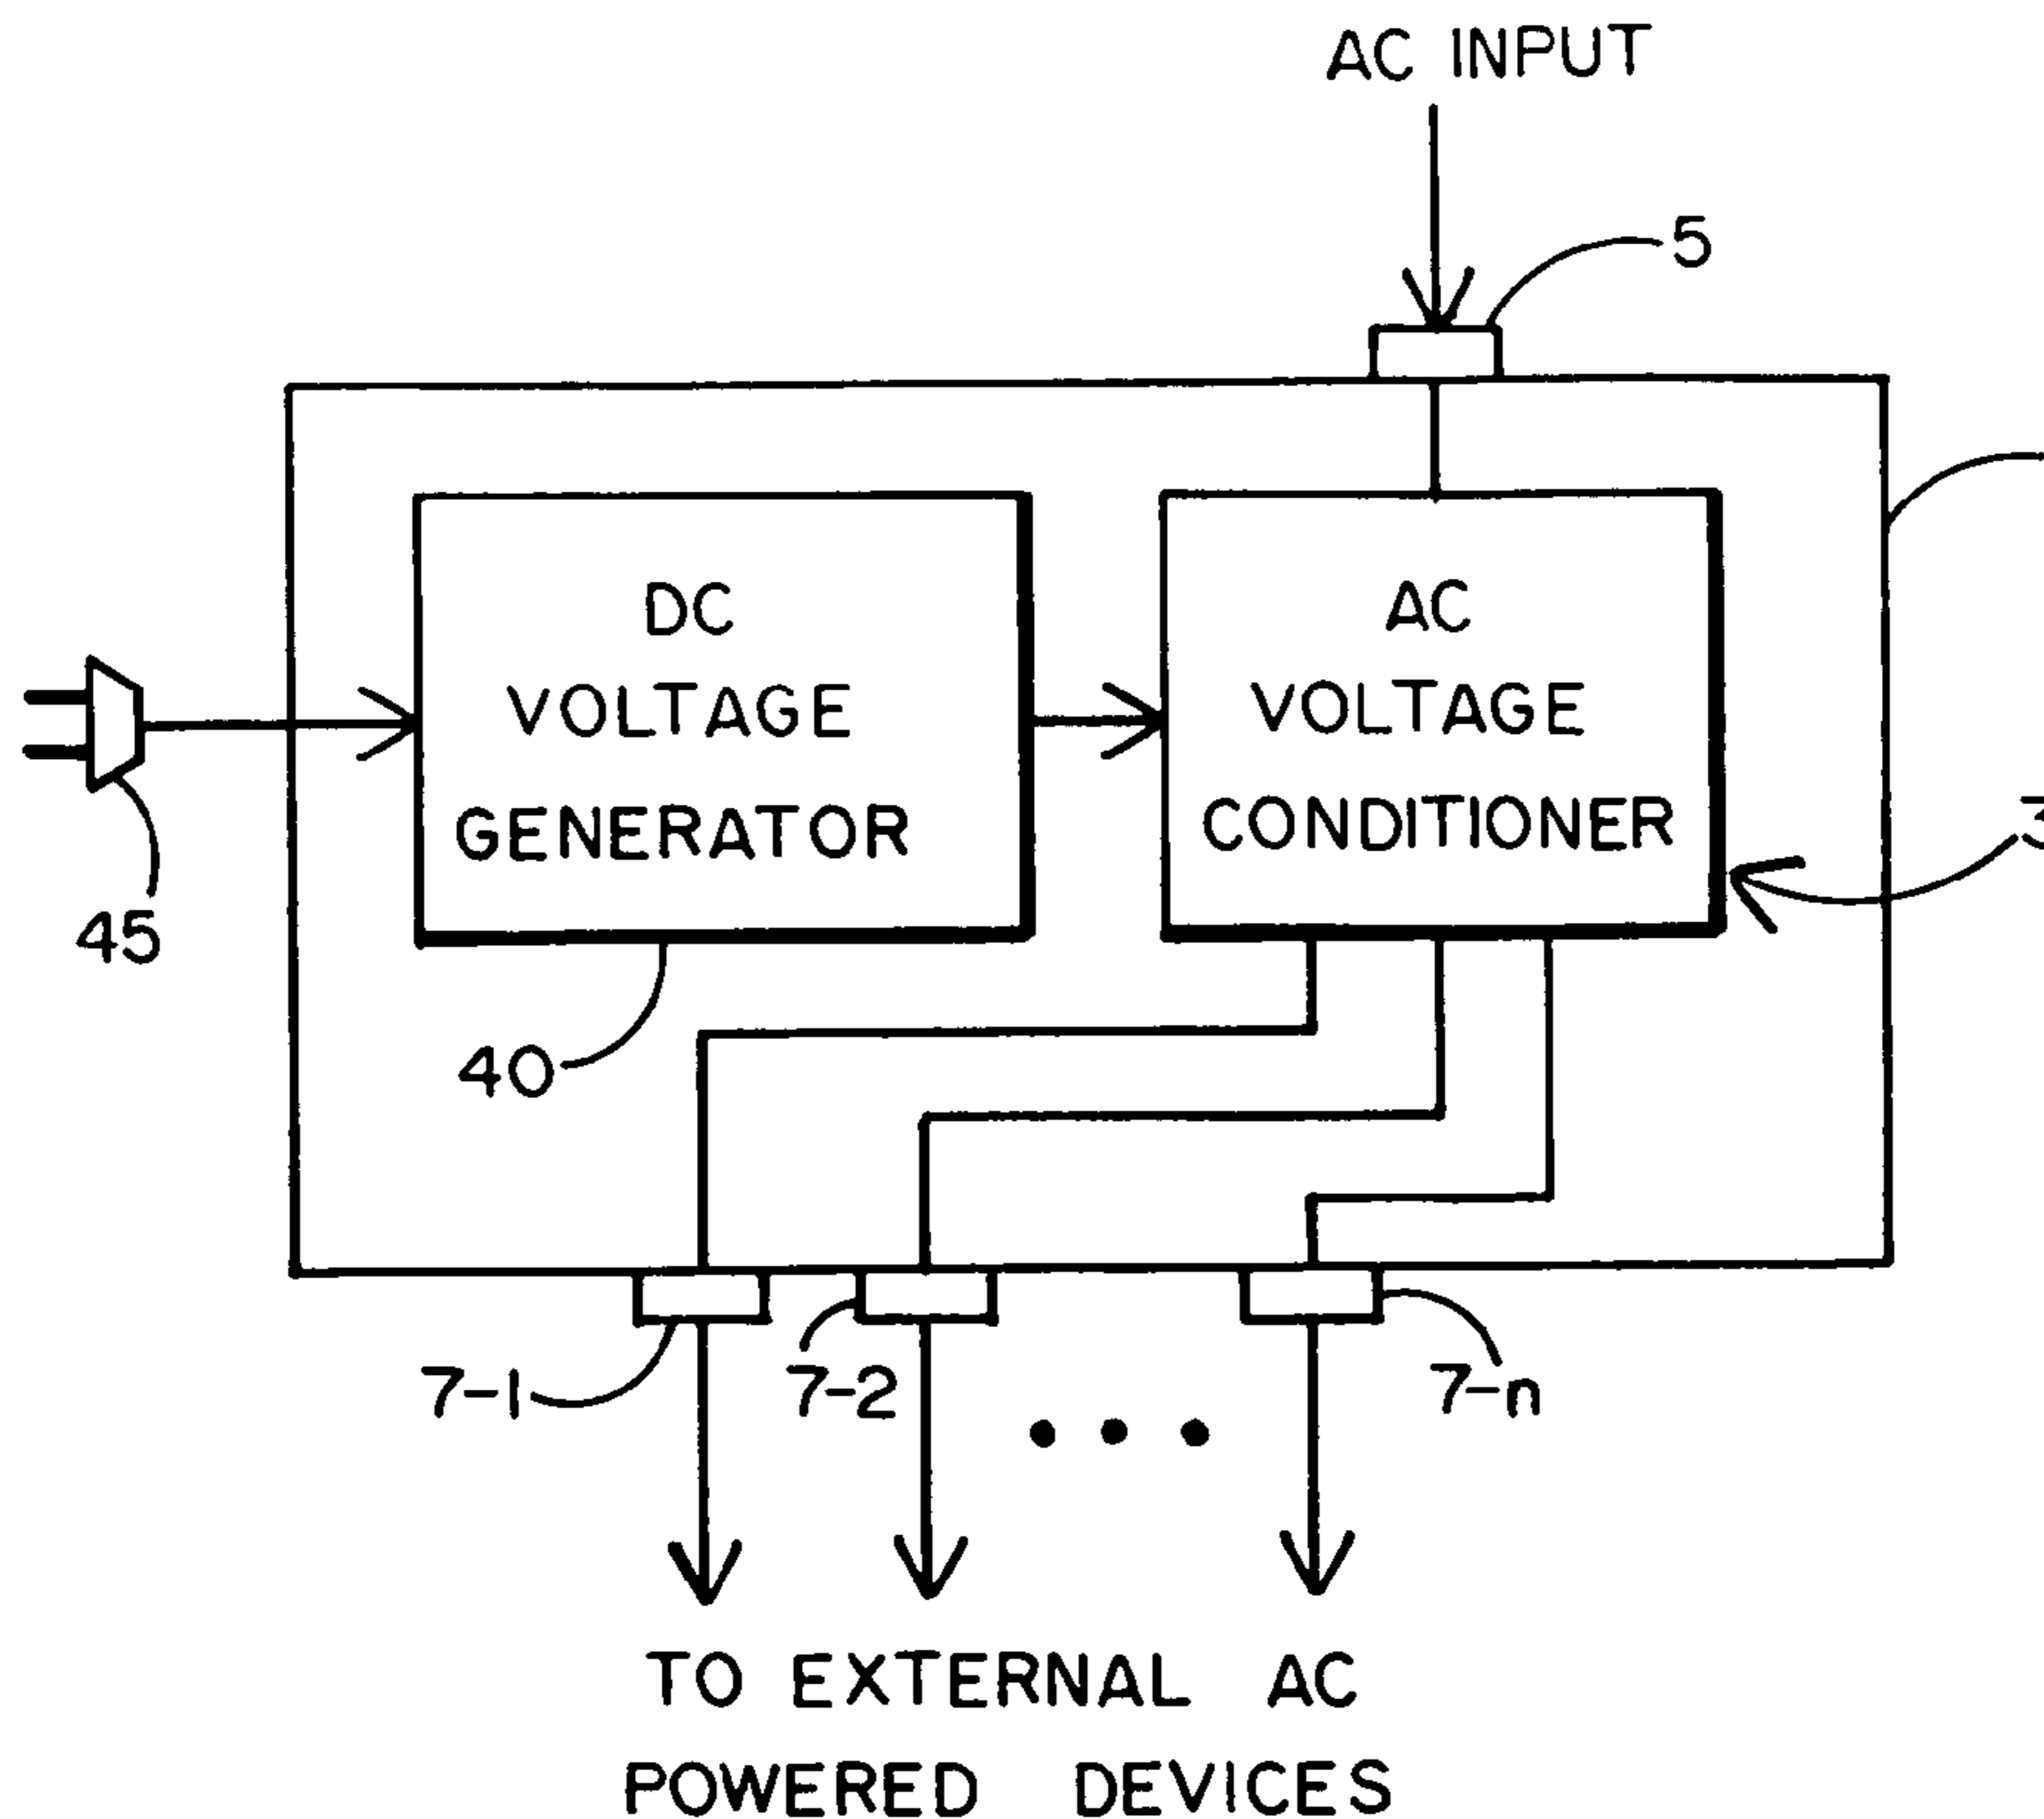 AC INPUT
5
DC
VOLTAGE
GENERATOR
AC
VOLTAGE
CONDITIONER
45
40
7-1
7-2
7-n
TO EXTERNAL AC
POWERED DEVICES